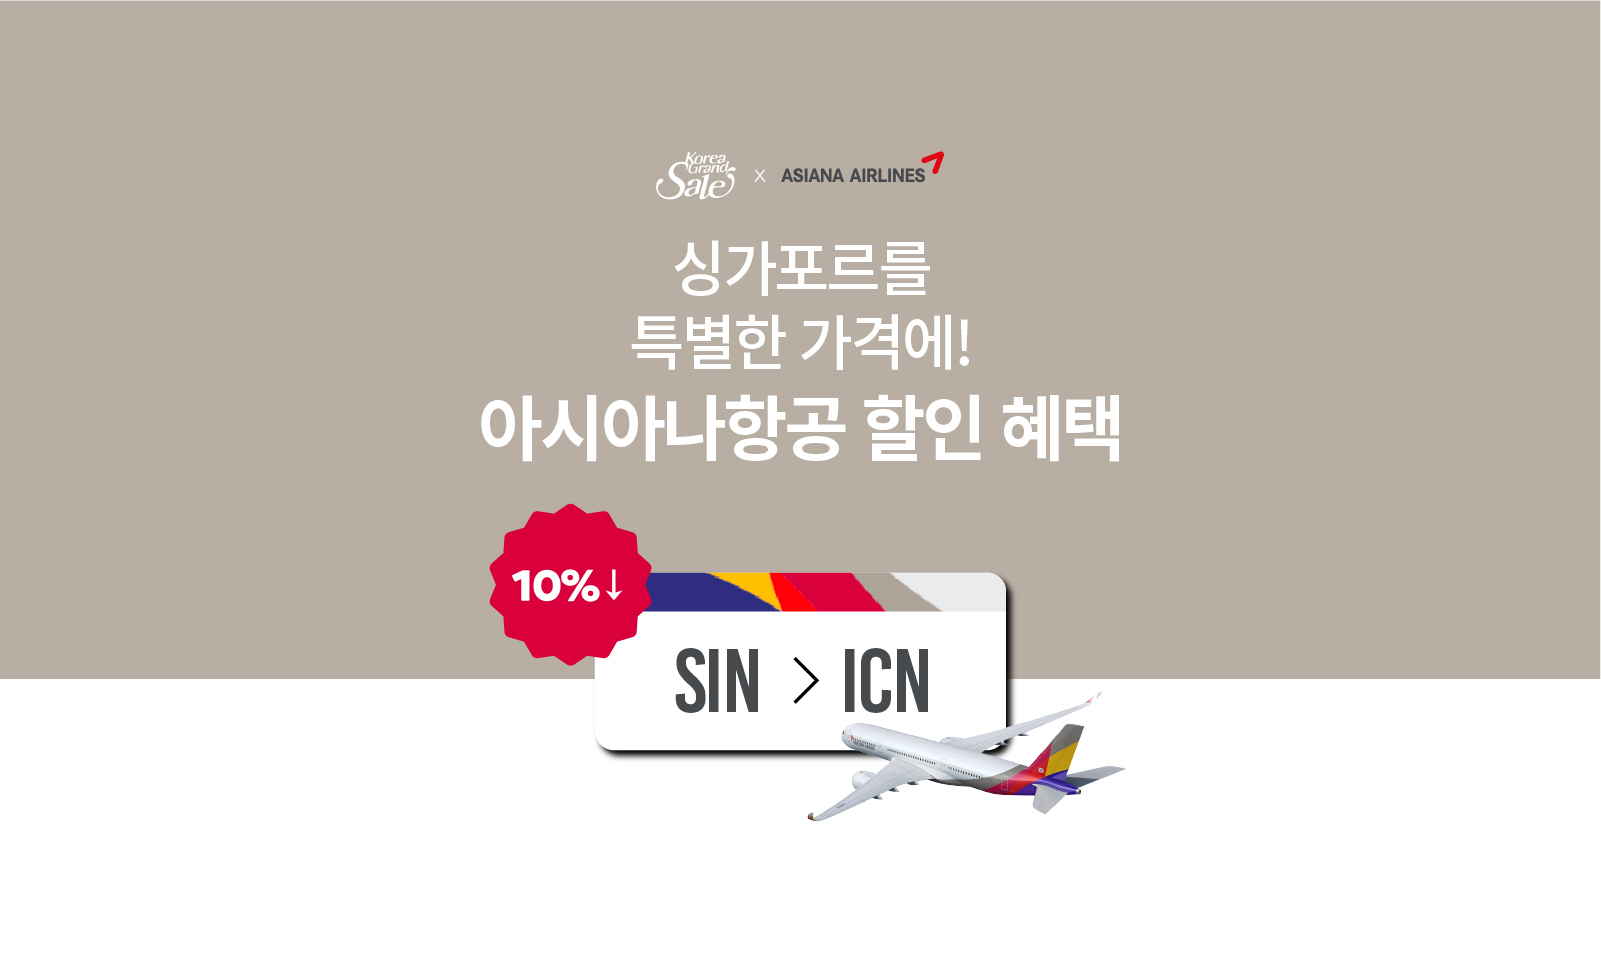 Korea
Grand
Sale
X ASIANA AIRLINES
싱가포르를
특별한 가격에!
아시아나항공 할인 혜택
10%↓
SIN > ICN